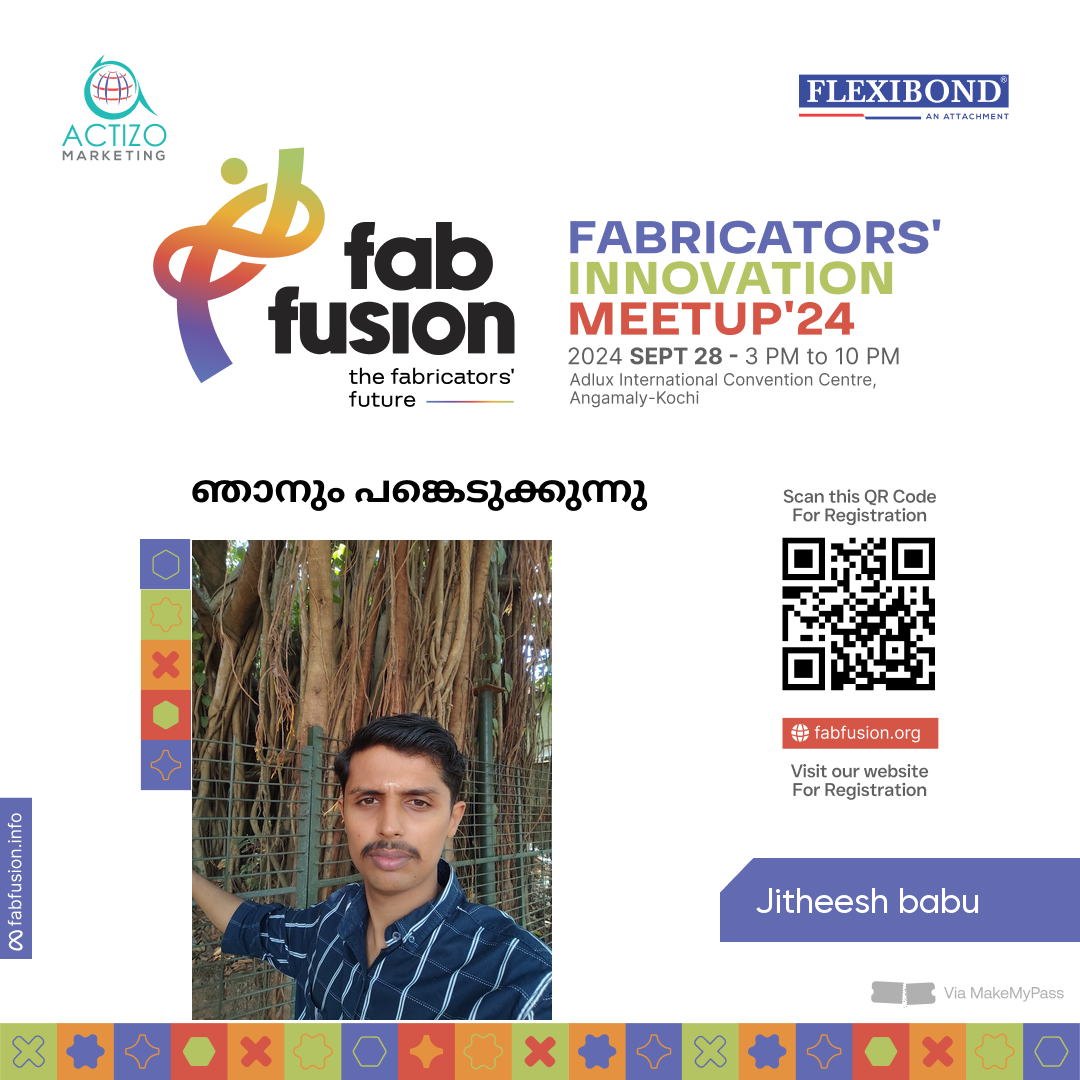 ACTIZO
MARKETING
FLEXIBOND®
AN ATTACHMENT
fab
fusion
the fabricators'
future
FABRICATORS'
INNOVATION
MEETUP'24
2024 SEPT 28 - 3 PM to 10 PM
Adlux International Convention Centre,
Angamaly-Kochi
ഞാനും പങ്കെടുക്കുന്നു
Scan this QR Code
For Registration
fabfusion.org
Visit our website
For Registration
fabfusion.info
Jitheesh babu
Via MakeMyPass